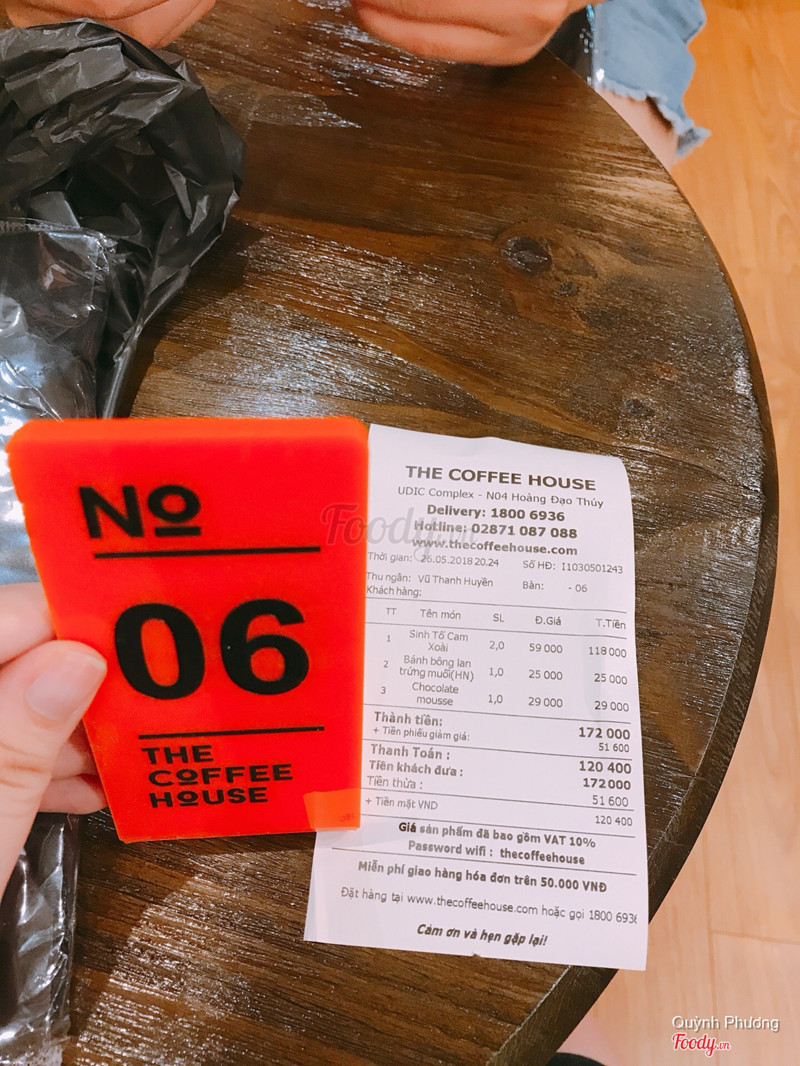 No
06
THE
COFFEE
HOUSE
THE COFFEE HOUSE
UDIC Complex - N04 Hoàng Đạo Thúy
Delivery: 1800 6936
Hotline: 02871 087 088
www.thecoffeehouse.com
Thời gian: 26.05.2018 20.24 Số HĐ: I1030501243
Thu ngân: Vũ Thanh Huyền Bàn: - 06
Khách hàng:
TT Tên món SL Đ.Giá T.Tiền
1 Sinh Tố Cam Xoài 2,0 59 000 118 000
2 Bánh bông lan trứng muối(HN) 1,0 25 000 25 000
3 Chocolate mousse 1,0 29 000 29 000
Thành tiền: 172 000
+ Tiền phiếu giảm giá: 51 600
Thanh Toán : 120 400
Tiền khách đưa : 172 000
Tiền thừa : 51 600
+ Tiền mặt VND 120 400
Giá sản phẩm đã bao gồm VAT 10%
Password wifi : thecoffeehouse
Miễn phí giao hàng hóa đơn trên 50.000 VNĐ
Đặt hàng tại www.thecoffeehouse.com hoặc gọi 1800 6936
Cảm ơn và hẹn gặp lại!
Foody.vn
Quỳnh Phương
Foody.vn